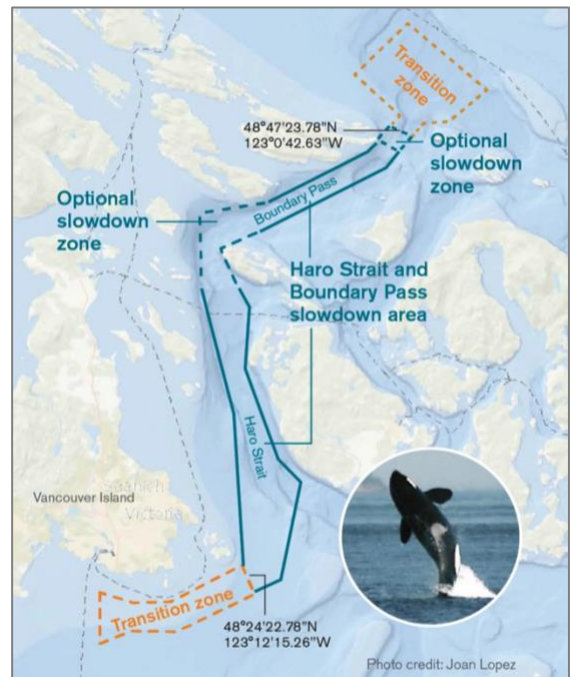 Transition
zone
48°47'23.78"N
123°0'42.63"W
Optional
slowdown
zone
Boundary Pass
Optional
slowdown
zone
Haro Strait and
Boundary Pass
slowdown area
Haro Strait
Vancouver Island
Saanich
Victoria
Transition zone
48°24'22.78"N
123°12'15.26"W
Photo credit: Joan Lopez